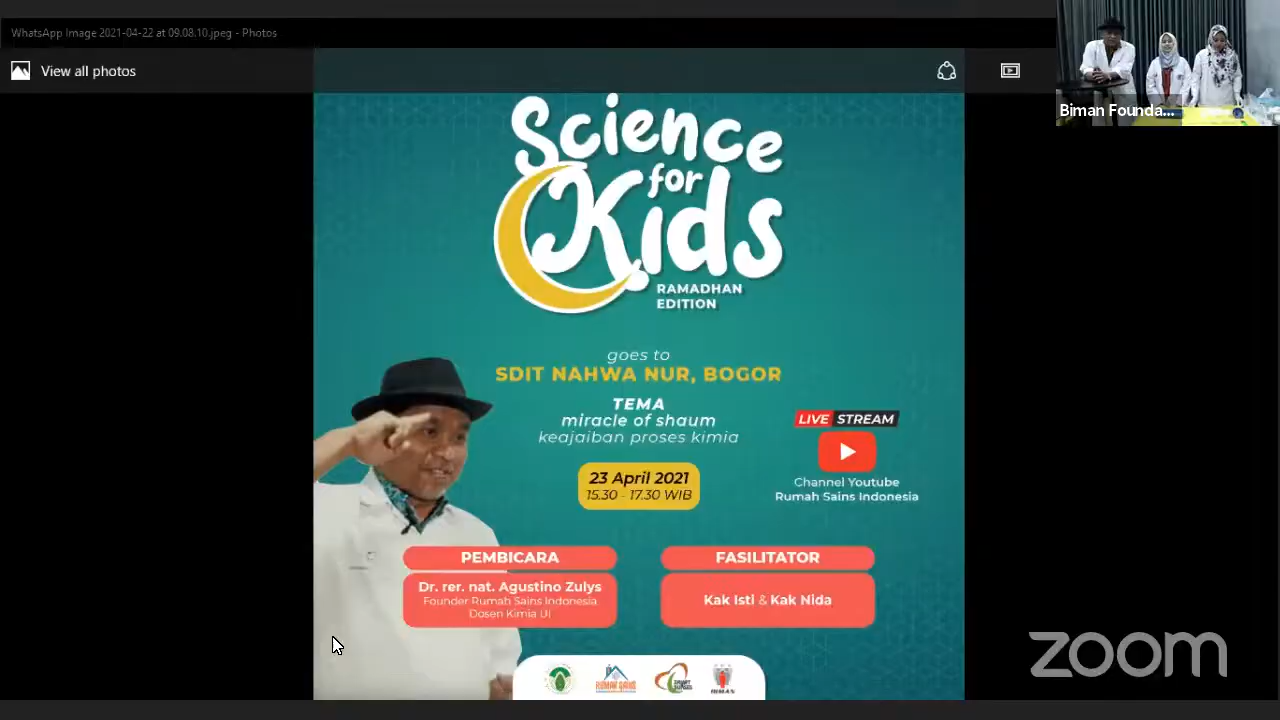 WhatsApp Image 2021-04-22 at 09.08.10.jpeg - Photos
View all photos
Biman Founda...
Science
for
Kids
RAMADHAN
EDITION
goes to
SDIT NAHWA NUR, BOGOR
TEMA
miracle of shaum
keajaiban proses kimia
23 April 2021
15.30 - 17.30 WIB
LIVE STREAM
Channel Youtube
Rumah Sains Indonesia
PEMBICARA
Dr. rer. nat. Agustino Zulys
Founder Rumah Sains Indonesia
Dosen Kimia UI
FASILITATOR
Kak Isti & Kak Nida
RUMAH SAINS
BIMAN
zoom